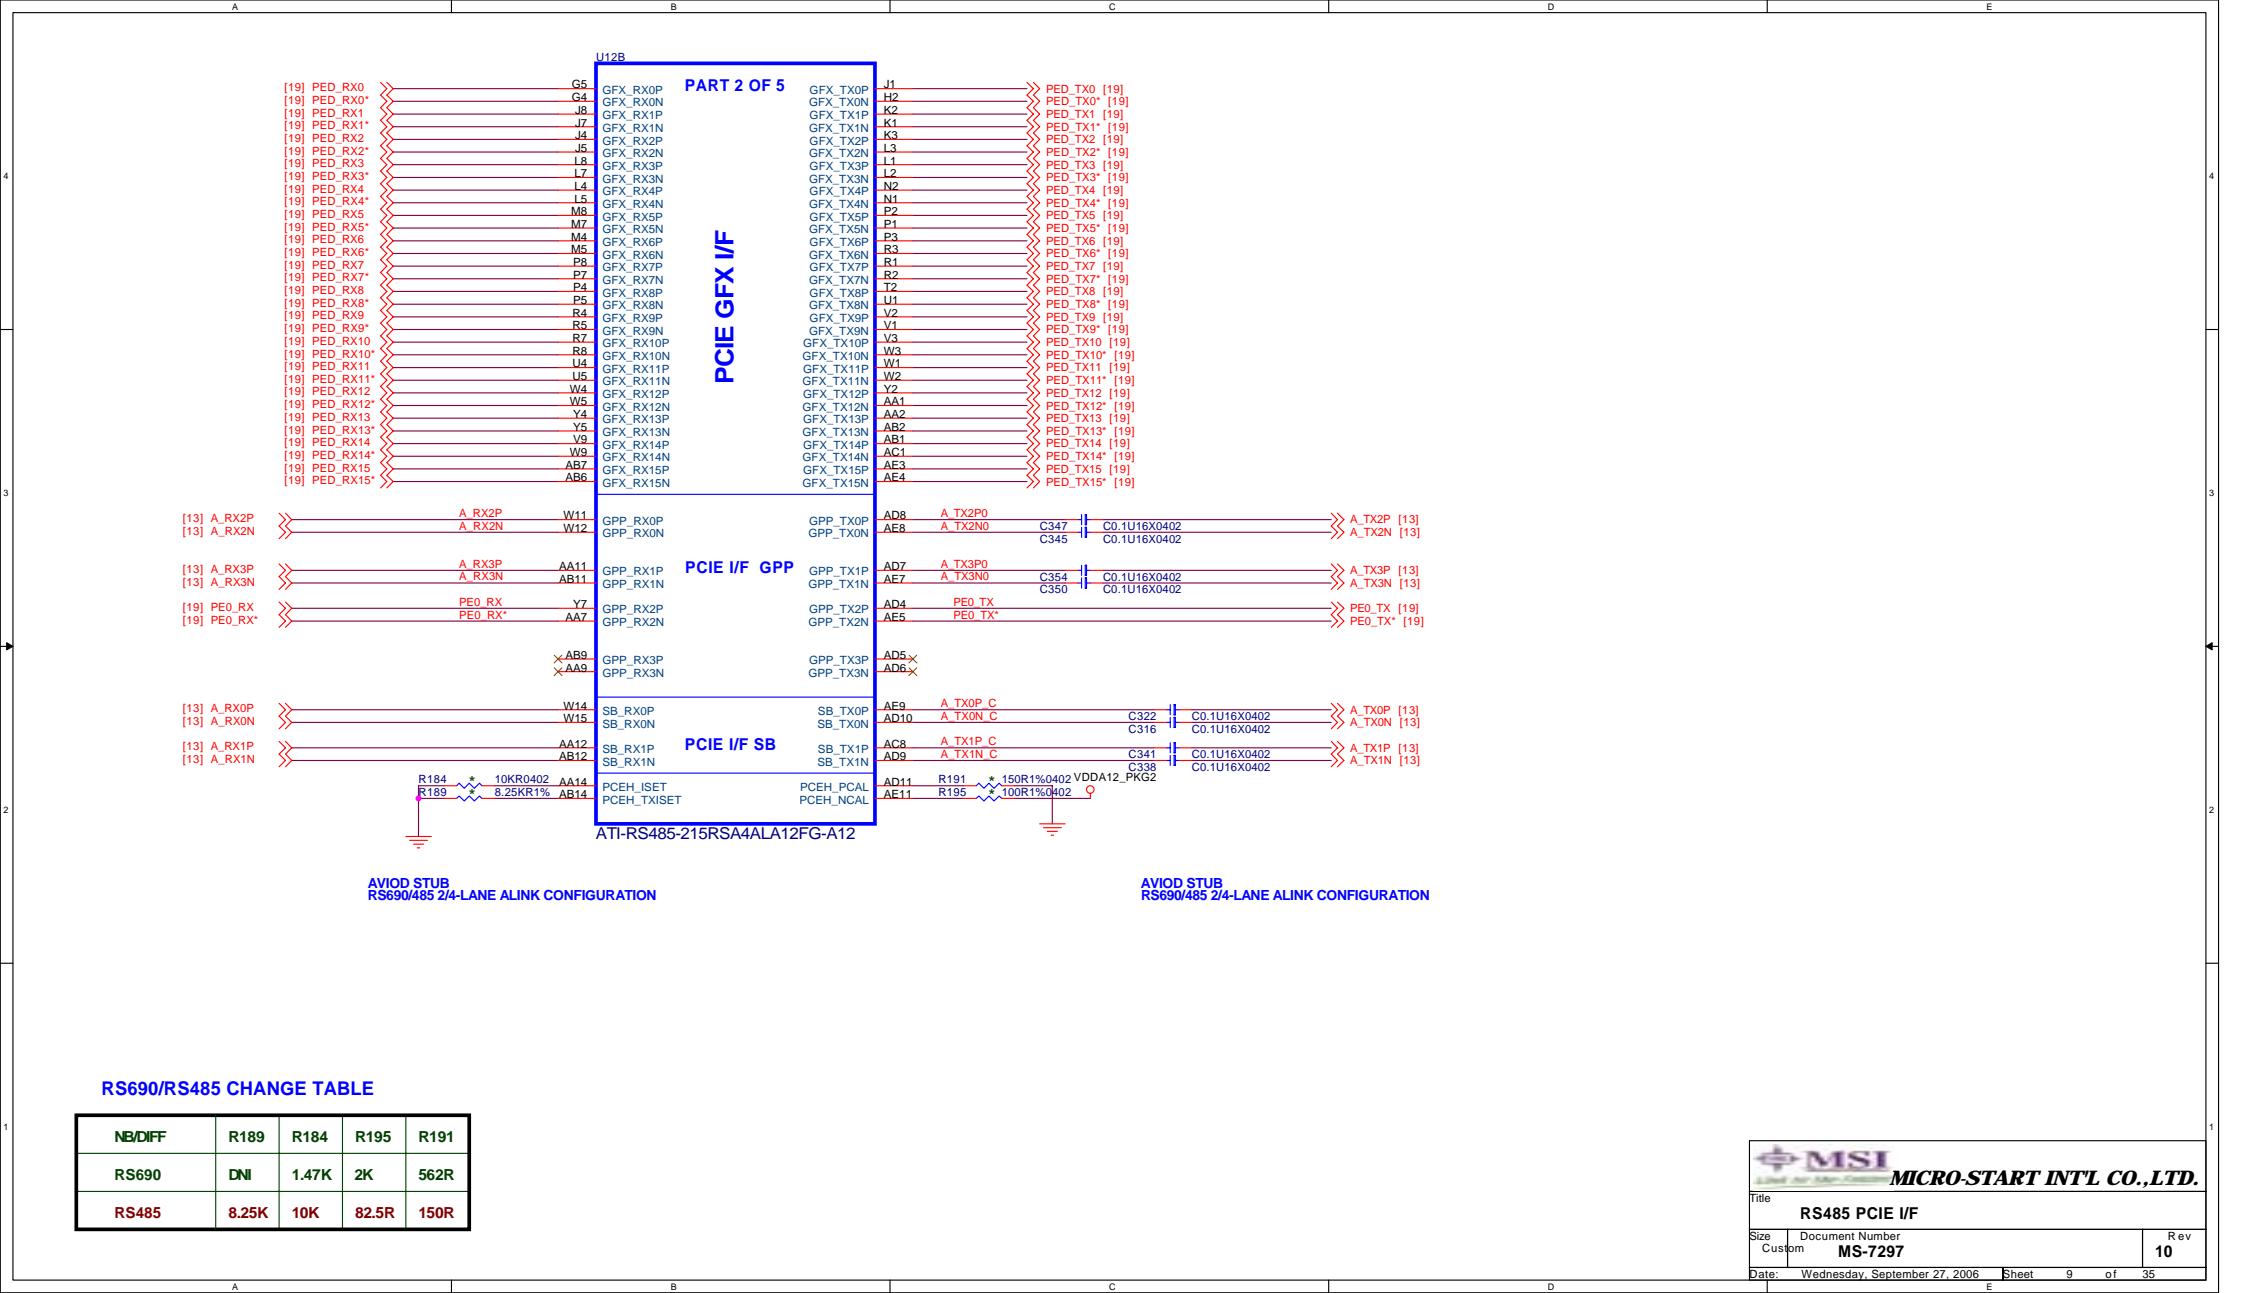 A B C D E
U12B
PART 2 OF 5
[19] PED_RX0 G5 GFX_RX0P GFX_TX0P J1 PED_TX0 [19]
[19] PED_RX0* G4 GFX_RX0N GFX_TX0N H2 PED_TX0* [19]
[19] PED_RX1 J8 GFX_RX1P GFX_TX1P K2 PED_TX1 [19]
[19] PED_RX1* J7 GFX_RX1N GFX_TX1N K1 PED_TX1* [19]
[19] PED_RX2 J4 GFX_RX2P GFX_TX2P K3 PED_TX2 [19]
[19] PED_RX2* J5 GFX_RX2N GFX_TX2N L3 PED_TX2* [19]
[19] PED_RX3 L8 GFX_RX3P GFX_TX3P L1 PED_TX3 [19]
[19] PED_RX3* L7 GFX_RX3N GFX_TX3N L2 PED_TX3* [19]
4 4
[19] PED_RX4 L4 GFX_RX4P GFX_TX4P N2 PED_TX4 [19]
[19] PED_RX4* L5 GFX_RX4N GFX_TX4N N1 PED_TX4* [19]
[19] PED_RX5 M8 GFX_RX5P GFX_TX5P P2 PED_TX5 [19]
[19] PED_RX5* M7 GFX_RX5N GFX_TX5N P1 PED_TX5* [19]
[19] PED_RX6 M4 GFX_RX6P GFX_TX6P P3 PED_TX6 [19]
[19] PED_RX6* M5 GFX_RX6N GFX_TX6N R3 PED_TX6* [19]
[19] PED_RX7 P8 GFX_RX7P GFX_TX7P R1 PED_TX7 [19]
[19] PED_RX7* P7 GFX_RX7N GFX_TX7N R2 PED_TX7* [19]
[19] PED_RX8 P4 GFX_RX8P GFX_TX8P T2 PED_TX8 [19]
[19] PED_RX8* P5 GFX_RX8N GFX_TX8N U1 PED_TX8* [19]
[19] PED_RX9 R4 GFX_RX9P GFX_TX9P V2 PED_TX9 [19]
[19] PED_RX9* R5 GFX_RX9N GFX_TX9N V1 PED_TX9* [19]
[19] PED_RX10 R7 GFX_RX10P GFX_TX10P V3 PED_TX10 [19]
[19] PED_RX10* R8 GFX_RX10N GFX_TX10N W3 PED_TX10* [19]
[19] PED_RX11 U4 GFX_RX11P GFX_TX11P W1 PED_TX11 [19]
[19] PED_RX11* U5 GFX_RX11N GFX_TX11N W2 PED_TX11* [19]
[19] PED_RX12 W4 GFX_RX12P GFX_TX12P Y2 PED_TX12 [19]
[19] PED_RX12* W5 GFX_RX12N GFX_TX12N AA1 PED_TX12* [19]
[19] PED_RX13 Y4 GFX_RX13P GFX_TX13P AA2 PED_TX13 [19]
[19] PED_RX13* Y5 GFX_RX13N GFX_TX13N AB2 PED_TX13* [19]
[19] PED_RX14 V9 GFX_RX14P GFX_TX14P AB1 PED_TX14 [19]
[19] PED_RX14* W9 GFX_RX14N GFX_TX14N AC1 PED_TX14* [19]
[19] PED_RX15 AB7 GFX_RX15P GFX_TX15P AE3 PED_TX15 [19]
[19] PED_RX15* AB6 GFX_RX15N GFX_TX15N AE4 PED_TX15* [19]
PCIE GFX I/F
3 3
[13] A_RX2P A_RX2P W11 GPP_RX0P GPP_TX0P AD8 A_TX2P0 C347 C0.1U16X0402 A_TX2P [13]
[13] A_RX2N A_RX2N W12 GPP_RX0N GPP_TX0N AE8 A_TX2N0 C345 C0.1U16X0402 A_TX2N [13]
PCIE I/F GPP
[13] A_RX3P A_RX3P AA11 GPP_RX1P GPP_TX1P AD7 A_TX3P0 C354 C0.1U16X0402 A_TX3P [13]
[13] A_RX3N A_RX3N AB11 GPP_RX1N GPP_TX1N AE7 A_TX3N0 C350 C0.1U16X0402 A_TX3N [13]
[19] PE0_RX PE0_RX Y7 GPP_RX2P GPP_TX2P AD4 PE0_TX PE0_TX [19]
[19] PE0_RX* PE0_RX* AA7 GPP_RX2N GPP_TX2N AE5 PE0_TX* PE0_TX* [19]
AB9 GPP_RX3P GPP_TX3P AD5
AA9 GPP_RX3N GPP_TX3N AD6
[13] A_RX0P W14 SB_RX0P SB_TX0P AE9 A_TX0P_C C322 C0.1U16X0402 A_TX0P [13]
[13] A_RX0N W15 SB_RX0N SB_TX0N AD10 A_TX0N_C C316 C0.1U16X0402 A_TX0N [13]
PCIE I/F SB
[13] A_RX1P AA12 SB_RX1P SB_TX1P AC8 A_TX1P_C C341 C0.1U16X0402 A_TX1P [13]
[13] A_RX1N AB12 SB_RX1N SB_TX1N AD9 A_TX1N_C C338 C0.1U16X0402 A_TX1N [13]
R184 * 10KR0402 AA14 PCEH_ISET PCEH_PCAL AD11 R191 * 150R1%0402 VDDA12_PKG2
R189 * 8.25KR1% AB14 PCEH_TXISET PCEH_NCAL AE11 R195 * 100R1%0402
2 2
ATI-RS485-215RSA4ALA12FG-A12
AVIOD STUB
RS690/485 2/4-LANE ALINK CONFIGURATION
AVIOD STUB
RS690/485 2/4-LANE ALINK CONFIGURATION
RS690/RS485 CHANGE TABLE
1 1
NB/DIFF R189 R184 R195 R191
RS690 DNI 1.47K 2K 562R
RS485 8.25K 10K 82.5R 150R
MSI
MICRO-START INT'L CO.,LTD.
Title
RS485 PCIE I/F
Size Document Number Rev
Custom MS-7297 10
Date: Wednesday, September 27, 2006 Sheet 9 of 35
A B C D E